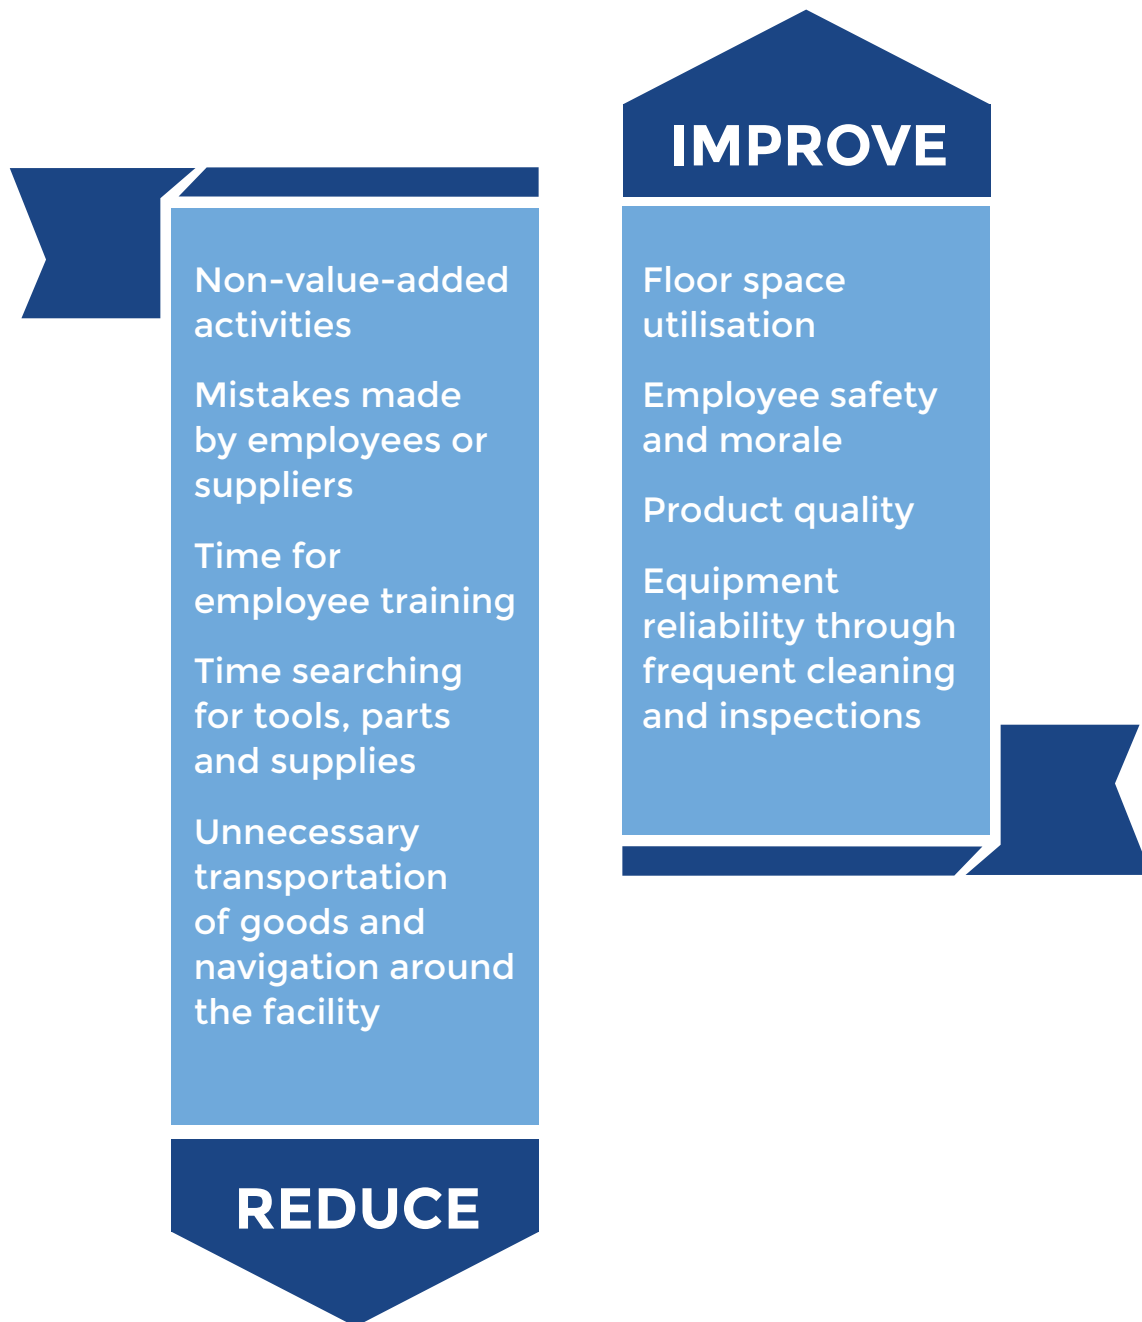 Non-value-added
activities
Mistakes made
by employees or
suppliers
Time for
employee training
Time searching
for tools, parts
and supplies
Unnecessary
transportation
of goods and
navigation around
the facility
REDUCE
IMPROVE
Floor space
utilisation
Employee safety
and morale
Product quality
Equipment
reliability through
frequent cleaning
and inspections